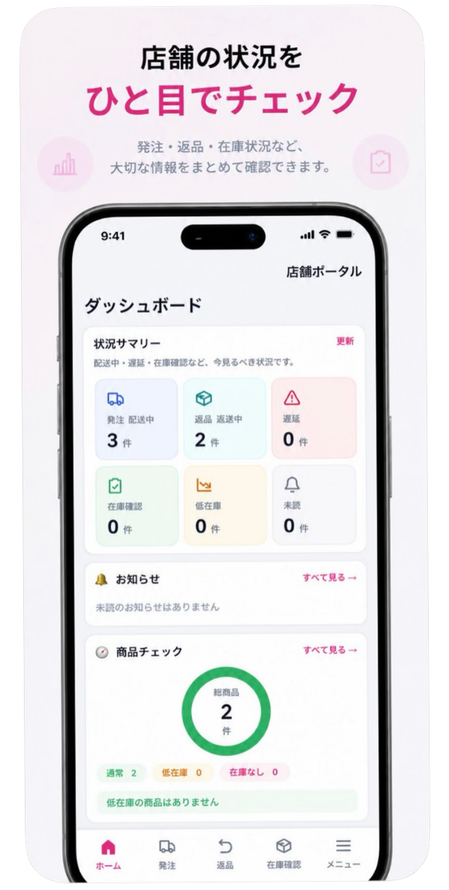 店舗の状況を
ひと目でチェック
発注・返品・在庫状況など、
大切な情報をまとめて確認できます。
9:41
店舗ポータル
ダッシュボード
状況サマリー 更新
配送中・遅延・在庫確認など、今見るべき状況です。
発注 配送中 返品 返送中 遅延
3 件 2 件 0 件
在庫確認 低在庫 未読
0 件 0 件 0 件
お知らせ すべて見る →
未読のお知らせはありません
商品チェック すべて見る →
総商品
2
件
通常 2 低在庫 0 在庫なし 0
低在庫の商品はありません
ホーム 発注 返品 在庫確認 メニュー